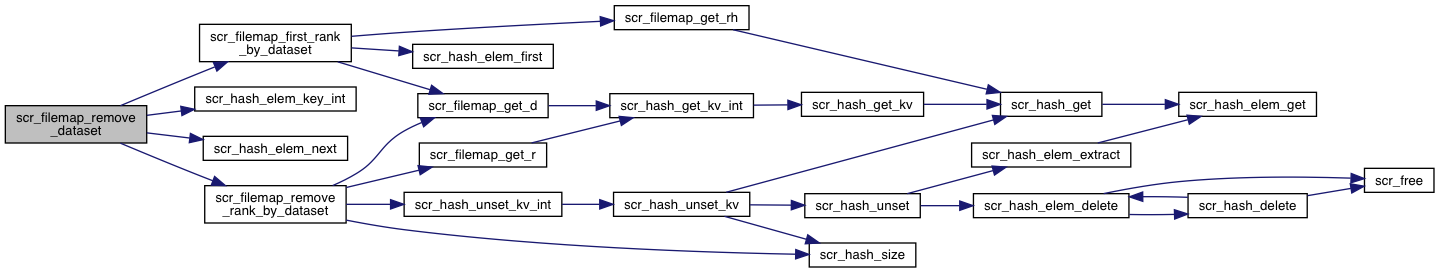 scr_filemap_remove
_dataset
scr_filemap_first_rank
_by_dataset
scr_hash_elem_key_int
scr_hash_elem_next
scr_filemap_remove
_rank_by_dataset
scr_filemap_get_rh
scr_hash_elem_first
scr_filemap_get_d
scr_filemap_get_r
scr_hash_unset_kv_int
scr_hash_get_kv_int
scr_hash_unset_kv
scr_hash_get_kv
scr_hash_unset
scr_hash_size
scr_hash_get
scr_hash_elem_extract
scr_hash_elem_delete
scr_hash_elem_get
scr_hash_delete
scr_free